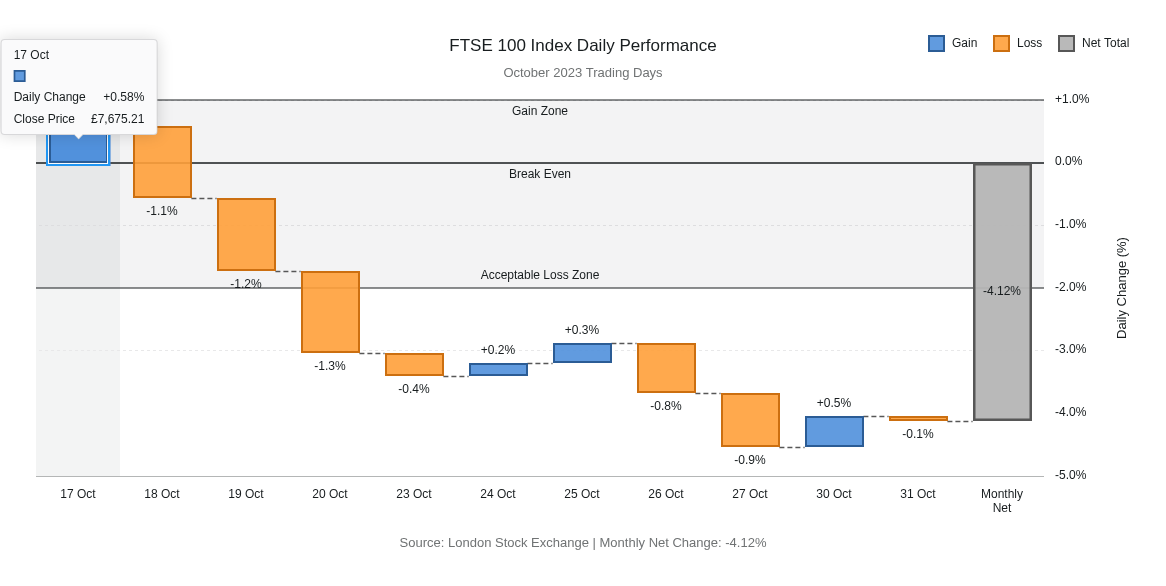 FTSE 100 Index Daily Performance
October 2023 Trading Days
Gain
Loss
Net Total
17 Oct
Daily Change +0.58%
Close Price £7,675.21
Gain Zone
Break Even
Acceptable Loss Zone
-1.1%
-1.2%
-1.3%
-0.4%
+0.2%
+0.3%
-0.8%
-0.9%
+0.5%
-0.1%
-4.12%
+1.0%
0.0%
-1.0%
-2.0%
-3.0%
-4.0%
-5.0%
Daily Change (%)
17 Oct
18 Oct
19 Oct
20 Oct
23 Oct
24 Oct
25 Oct
26 Oct
27 Oct
30 Oct
31 Oct
Monthly
Net
Source: London Stock Exchange | Monthly Net Change: -4.12%